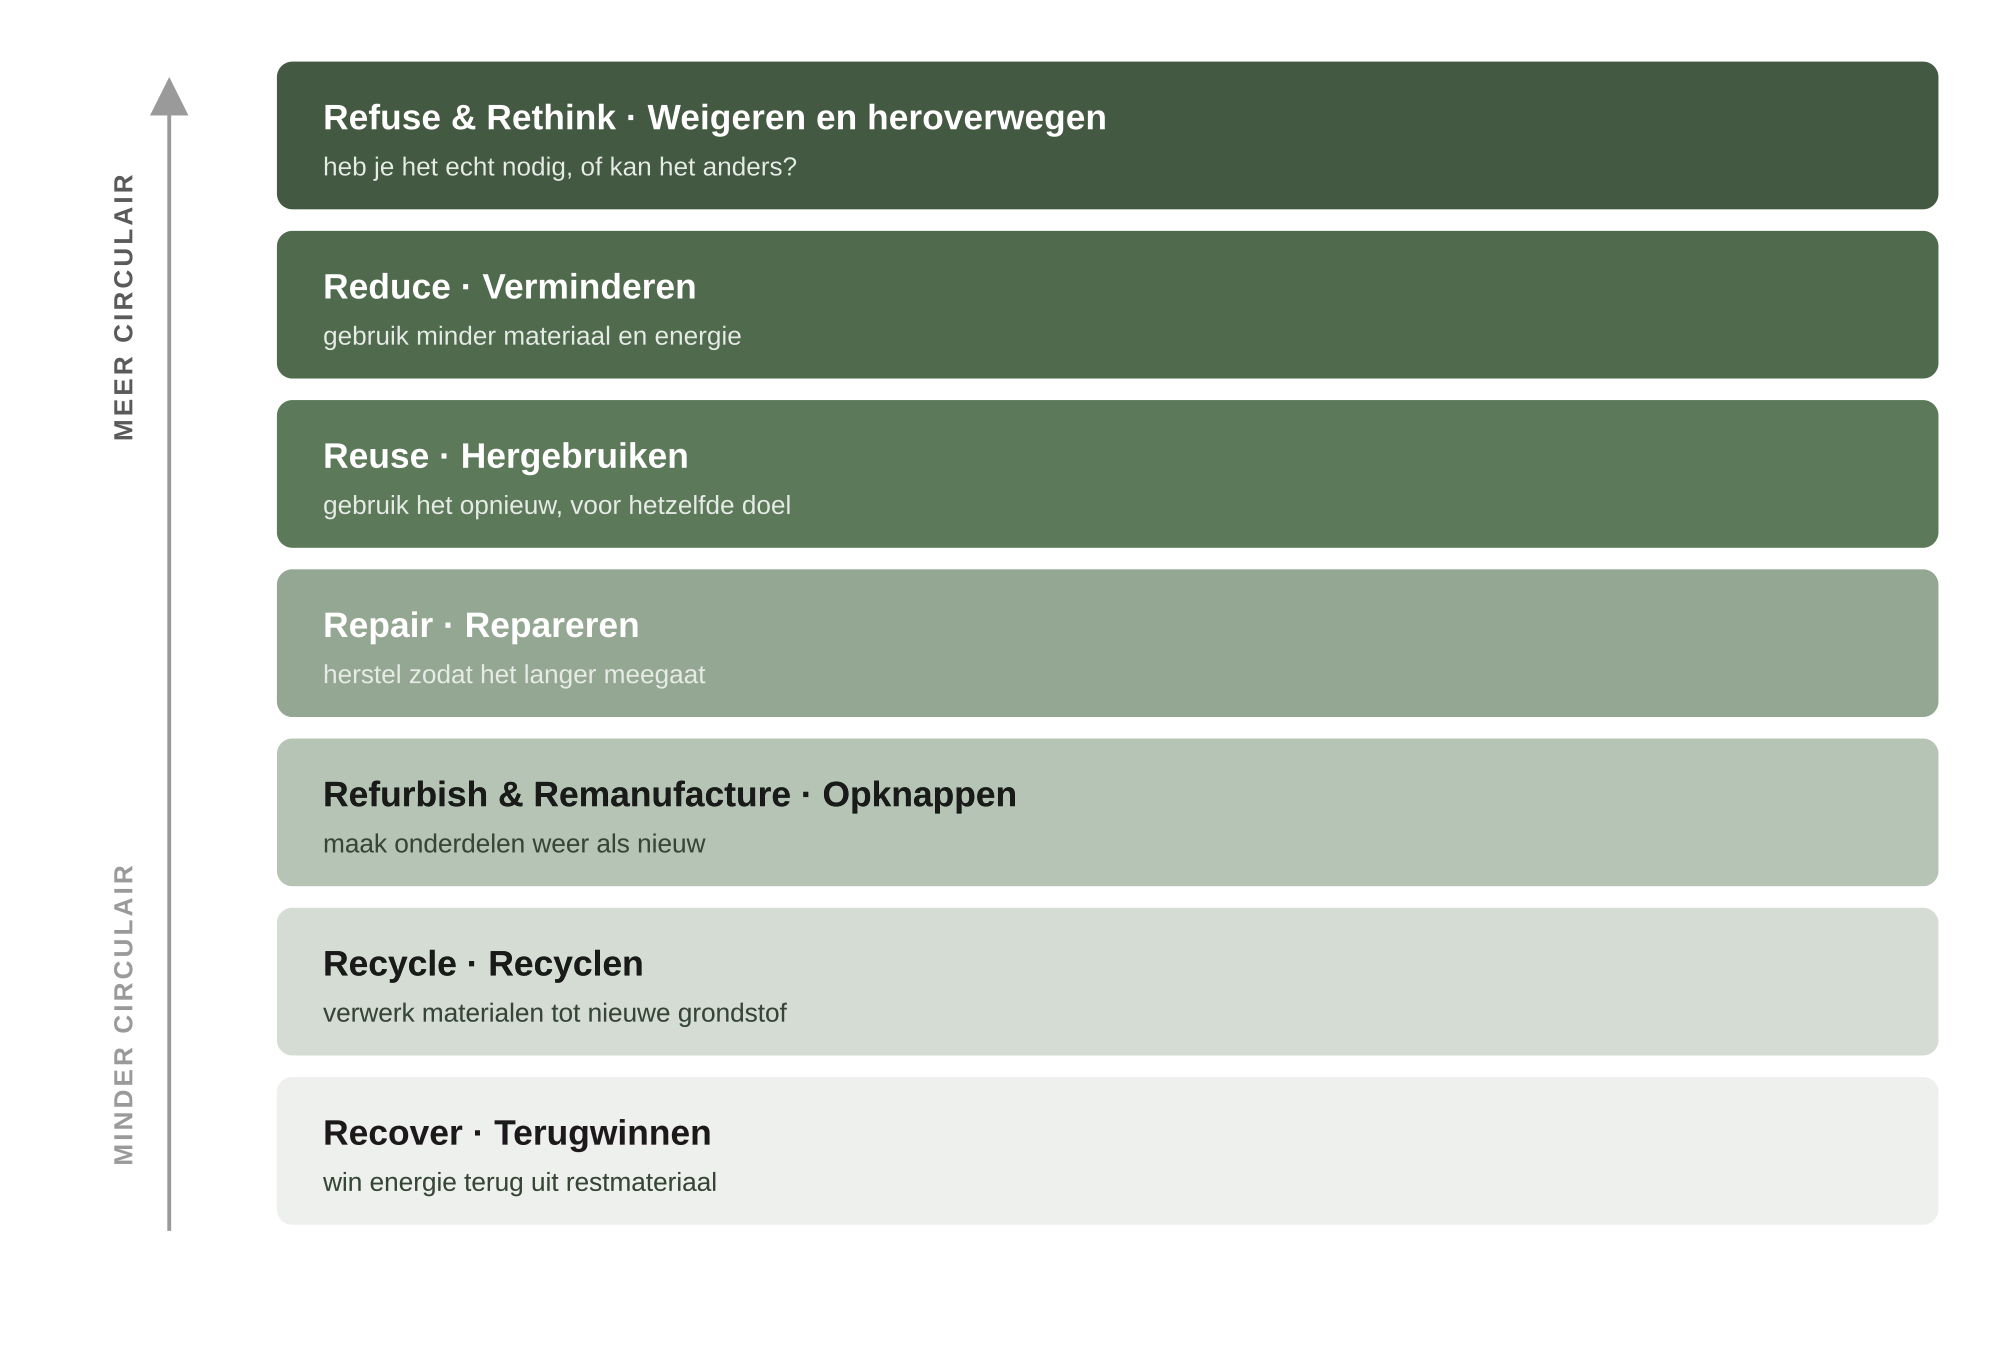 MEER CIRCULAIR
MINDER CIRCULAIR
Refuse & Rethink · Weigeren en heroverwegen
heb je het echt nodig, of kan het anders?
Reduce · Verminderen
gebruik minder materiaal en energie
Reuse · Hergebruiken
gebruik het opnieuw, voor hetzelfde doel
Repair · Repareren
herstel zodat het langer meegaat
Refurbish & Remanufacture · Opknappen
maak onderdelen weer als nieuw
Recycle · Recyclen
verwerk materialen tot nieuwe grondstof
Recover · Terugwinnen
win energie terug uit restmateriaal